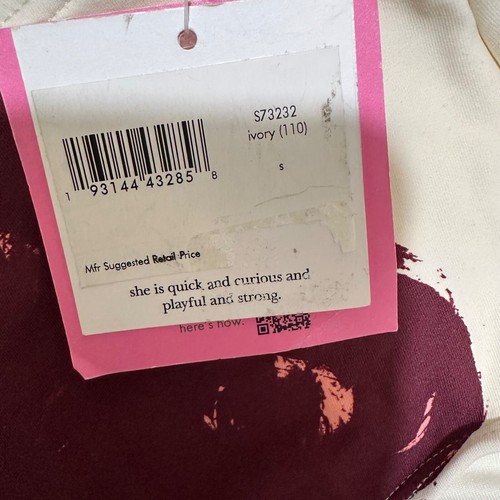 S73232
ivory (110)
s
1 93144 43285 8
Mfr Suggested Retail Price
she is quick and curious and
playful and strong.
here's how.